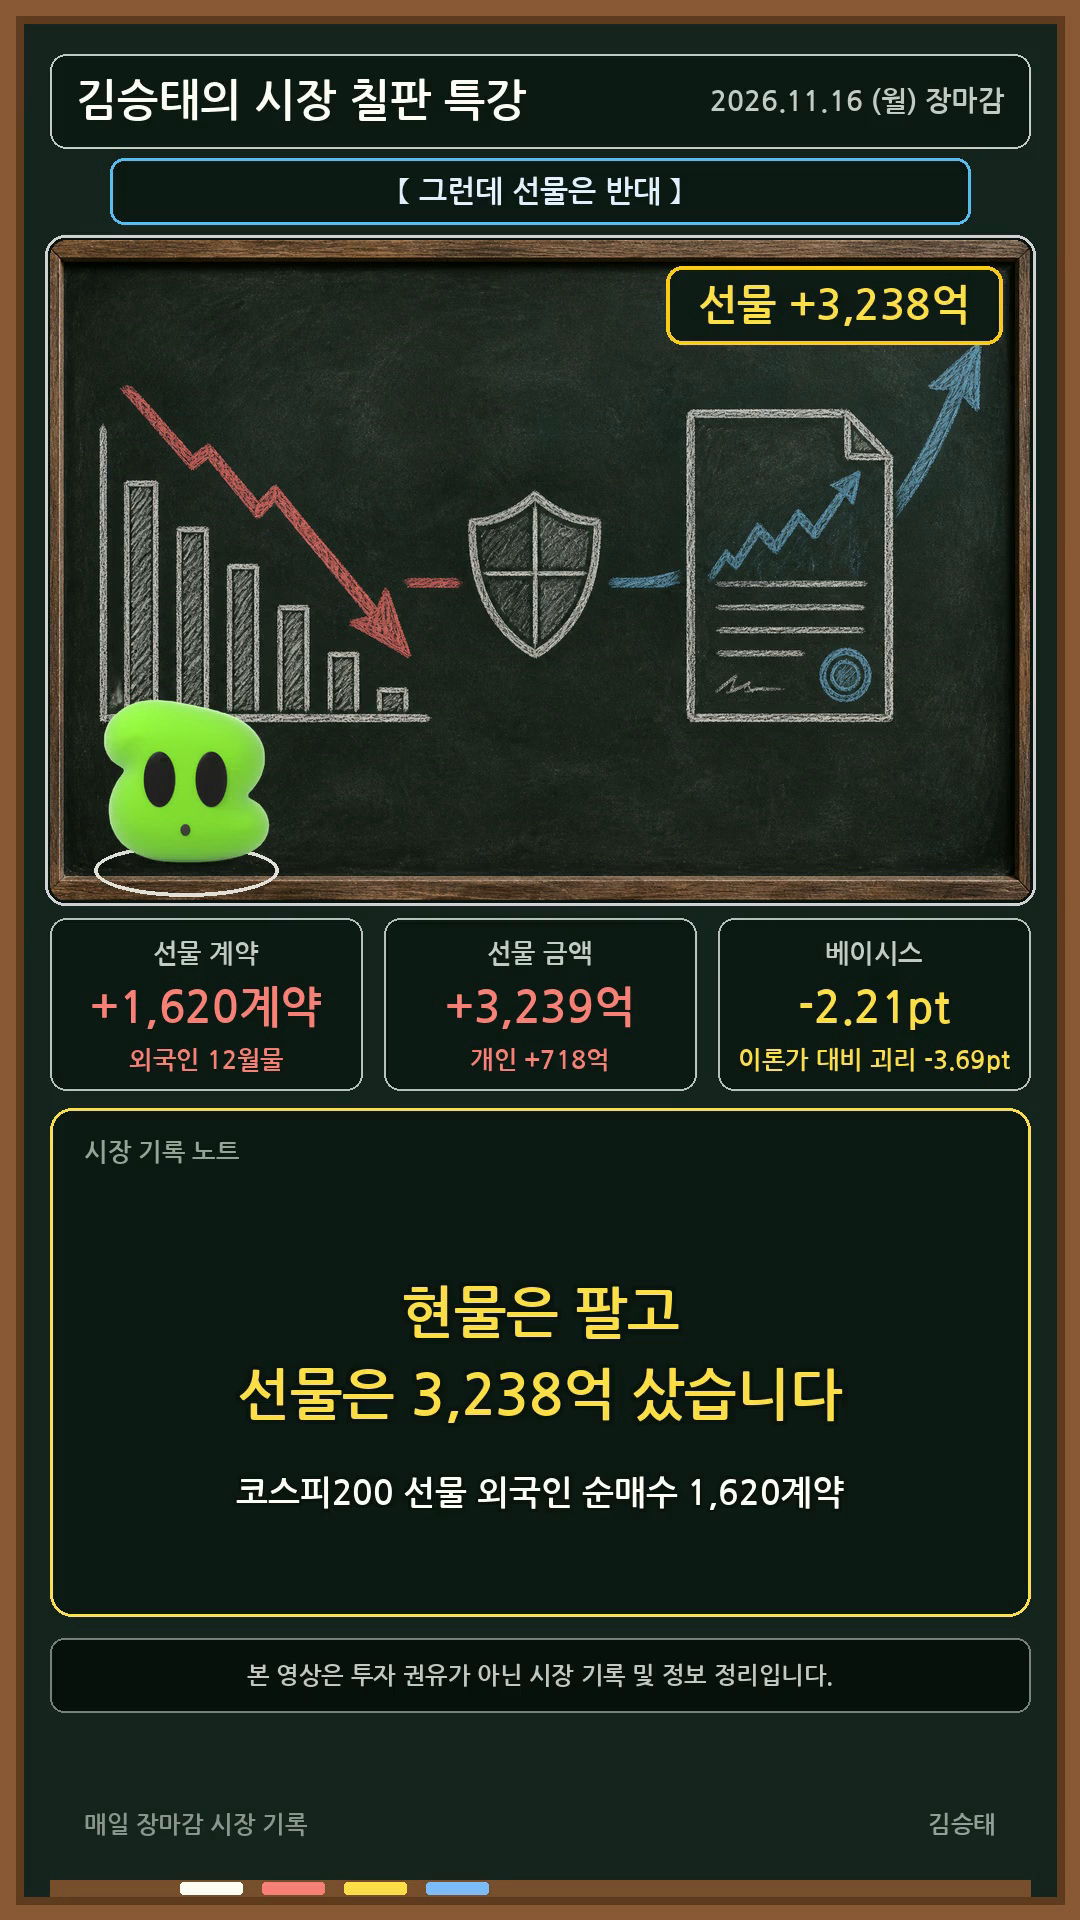 김승태의 시장 칠판 특강
2026.11.16 (월) 장마감
【 그런데 선물은 반대 】
선물 +3,238억
선물 계약
+1,620계약
외국인 12월물
선물 금액
+3,239억
개인 +718억
베이시스
-2.21pt
이론가 대비 괴리 -3.69pt
시장 기록 노트
현물은 팔고
선물은 3,238억 샀습니다
코스피200 선물 외국인 순매수 1,620계약
본 영상은 투자 권유가 아닌 시장 기록 및 정보 정리입니다.
매일 장마감 시장 기록
김승태